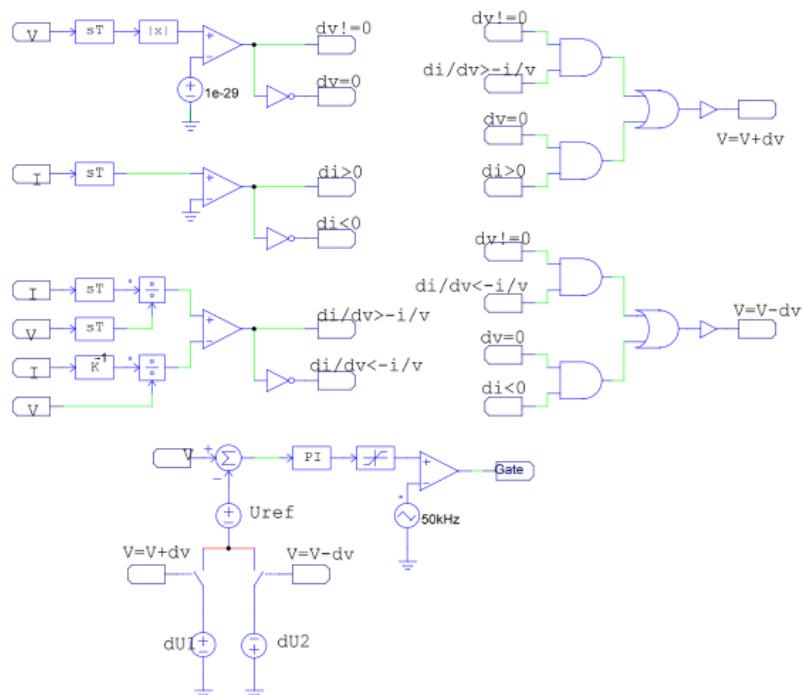 V sT |x| dv!=0
1e-29 dv=0
I sT di>0
di<0
I sT ÷
V sT di/dv>-i/v
I K -1 ÷ di/dv<-i/v
V
dv!=0
di/dv>-i/v
dv=0
V=V+dv
di>0
dv!=0
di/dv<-i/v
V=V-dv
dv=0
di<0
V Σ PI Gate
Uref 50kHz
V=V+dv V=V-dv
dU1 dU2